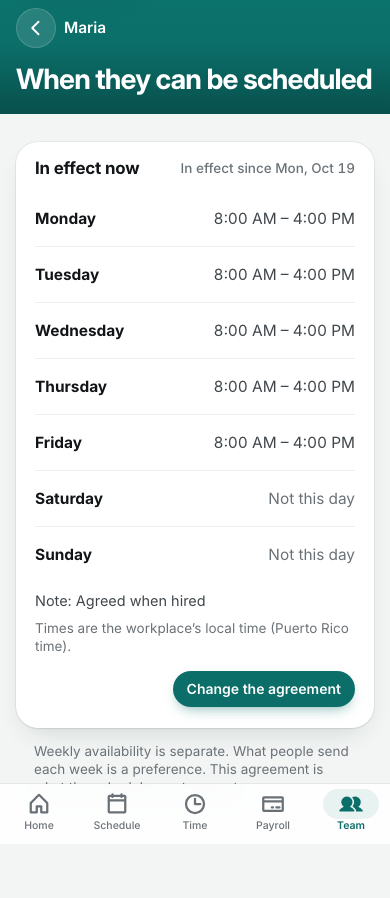 Maria
When they can be scheduled
In effect now
In effect since Mon, Oct 19
Monday
8:00 AM – 4:00 PM
Tuesday
8:00 AM – 4:00 PM
Wednesday
8:00 AM – 4:00 PM
Thursday
8:00 AM – 4:00 PM
Friday
8:00 AM – 4:00 PM
Saturday
Not this day
Sunday
Not this day
Note: Agreed when hired
Times are the workplace’s local time (Puerto Rico
time).
Change the agreement
Weekly availability is separate. What people send
each week is a preference. This agreement is
Home
Schedule
Time
Payroll
Team